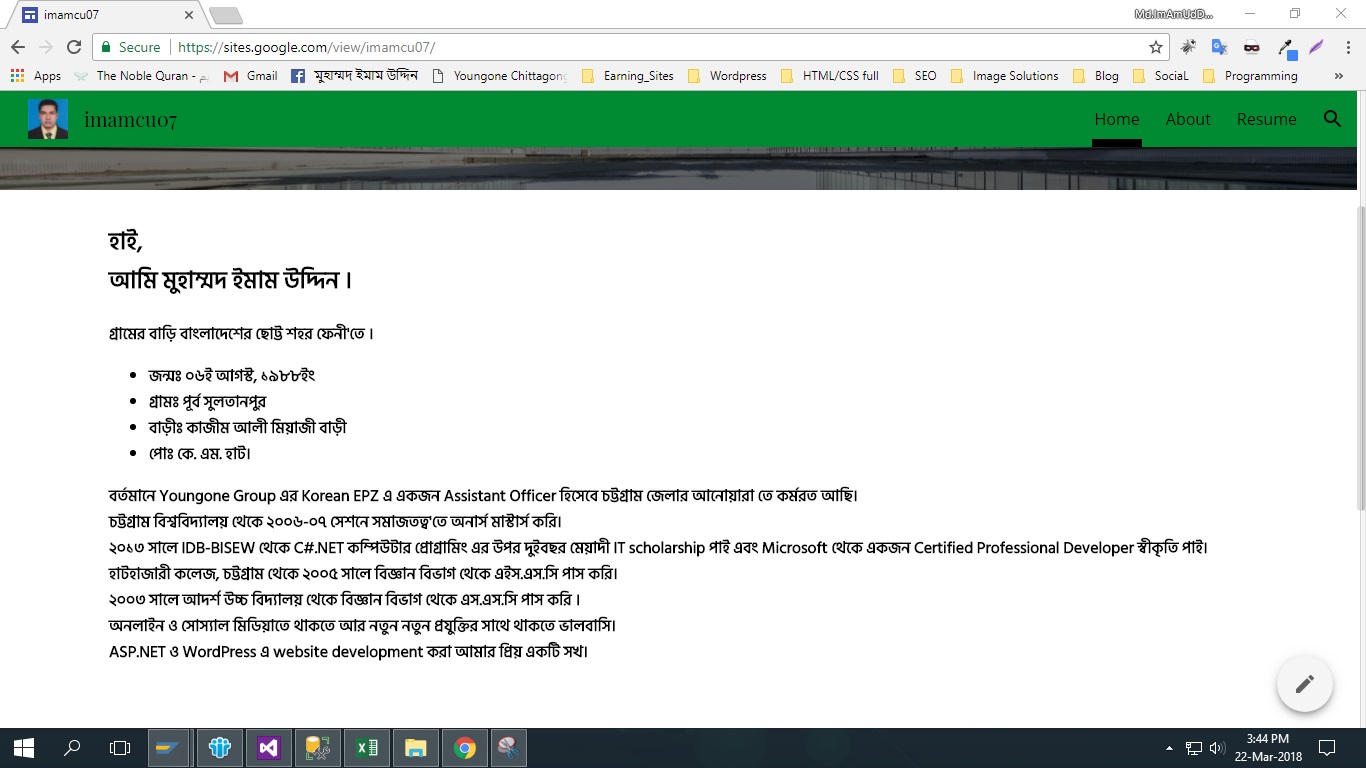 imamcu07
Md.ImAmUdD...
Secure https://sites.google.com/view/imamcu07/
Apps The Noble Quran - Gmail মুহাম্মদ ইমাম উদ্দিন Youngone Chittagong Earning_Sites Wordpress HTML/CSS full SEO Image Solutions Blog SociaL Programming »
imamcu07 Home About Resume
হাই,
আমি মুহাম্মদ ইমাম উদ্দিন ।
গ্রামের বাড়ি বাংলাদেশের ছোট্ট শহর ফেনী'তে ।
• জন্মঃ ০৬ই আগস্ট, ১৯৮৮ইং
• গ্রামঃ পূর্ব সুলতানপুর
• বাড়ীঃ কাজীম আলী মিয়াজী বাড়ী
• পোঃ কে. এম. হাট।
বর্তমানে Youngone Group এর Korean EPZ এ একজন Assistant Officer হিসেবে চট্টগ্রাম জেলার আনোয়ারা তে কর্মরত আছি।
চট্টগ্রাম বিশ্ববিদ্যালয় থেকে ২০০৬-০৭ সেশনে সমাজতত্ব'তে অনার্স মাস্টার্স করি।
২০১৩ সালে IDB-BISEW থেকে C#.NET কম্পিউটার প্রোগ্রামিং এর উপর দুইবছর মেয়াদী IT scholarship পাই এবং Microsoft থেকে একজন Certified Professional Developer স্বীকৃতি পাই।
হাটহাজারী কলেজ, চট্টগ্রাম থেকে ২০০৫ সালে বিজ্ঞান বিভাগ থেকে এইস.এস.সি পাস করি।
২০০৩ সালে আদর্শ উচ্চ বিদ্যালয় থেকে বিজ্ঞান বিভাগ থেকে এস.এস.সি পাস করি ।
অনলাইন ও সোস্যাল মিডিয়াতে থাকতে আর নতুন নতুন প্রযুক্তির সাথে থাকতে ভালবাসি।
ASP.NET ও WordPress এ website development করা আমার প্রিয় একটি সখ।
3:44 PM
22-Mar-2018